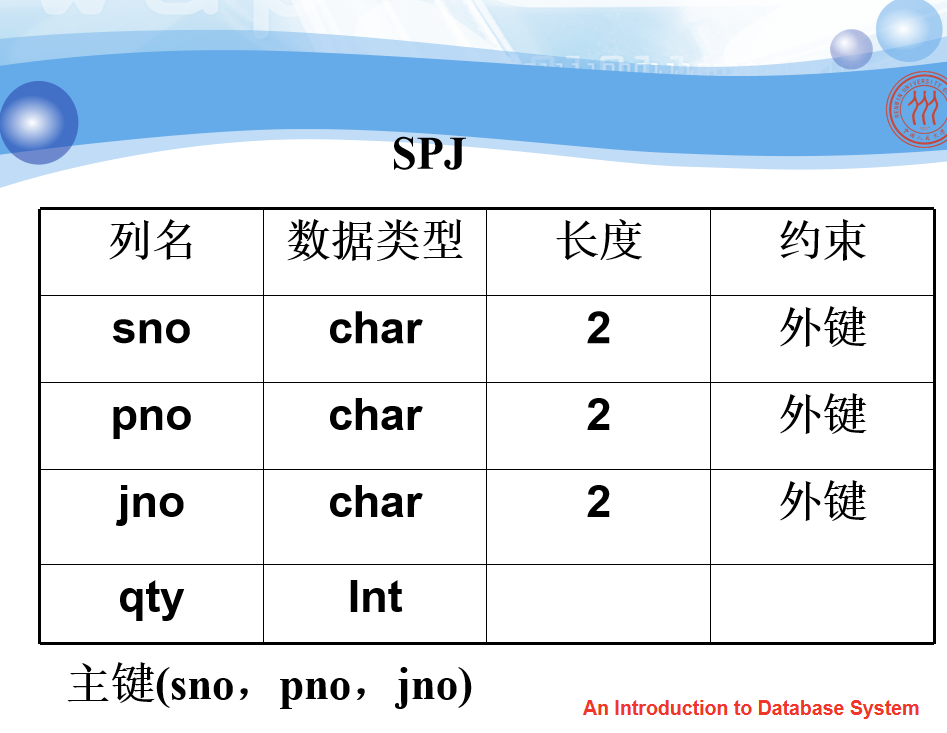 SPJ
列名 数据类型 长度 约束
sno char 2 外键
pno char 2 外键
jno char 2 外键
qty Int
主键(sno，pno，jno)
An Introduction to Database System